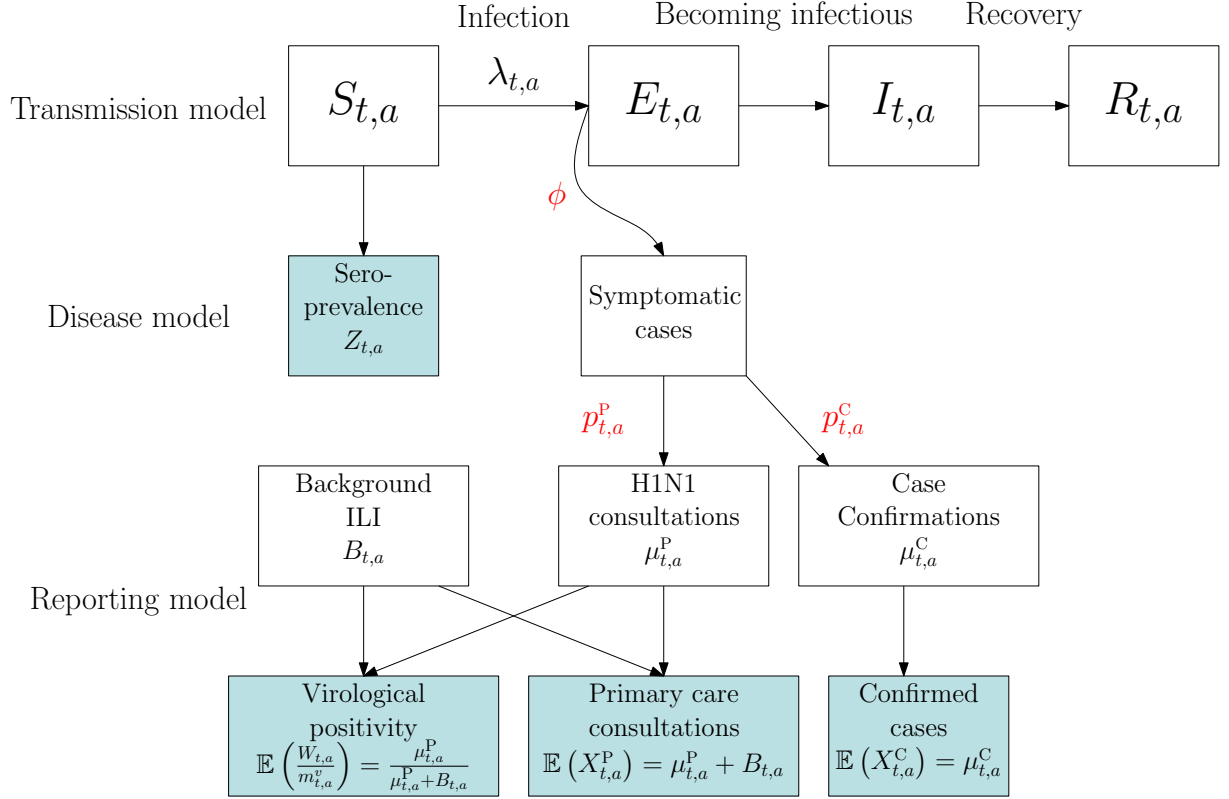 Infection
Becoming infectious
Recovery
Transmission model
S_{t,a}
λ_{t,a}
E_{t,a}
I_{t,a}
R_{t,a}
ϕ
Disease model
Sero-
prevalence
Z_{t,a}
Symptomatic
cases
p^P_{t,a}
p^C_{t,a}
Background
ILI
B_{t,a}
H1N1
consultations
μ^P_{t,a}
Case
Confirmations
μ^C_{t,a}
Reporting model
Virological
positivity
𝔼 (W_{t,a} / m^v_{t,a}) = μ^P_{t,a} / (μ^P_{t,a}+B_{t,a})
Primary care
consultations
𝔼 (X^P_{t,a}) = μ^P_{t,a} + B_{t,a}
Confirmed
cases
𝔼 (X^C_{t,a}) = μ^C_{t,a}